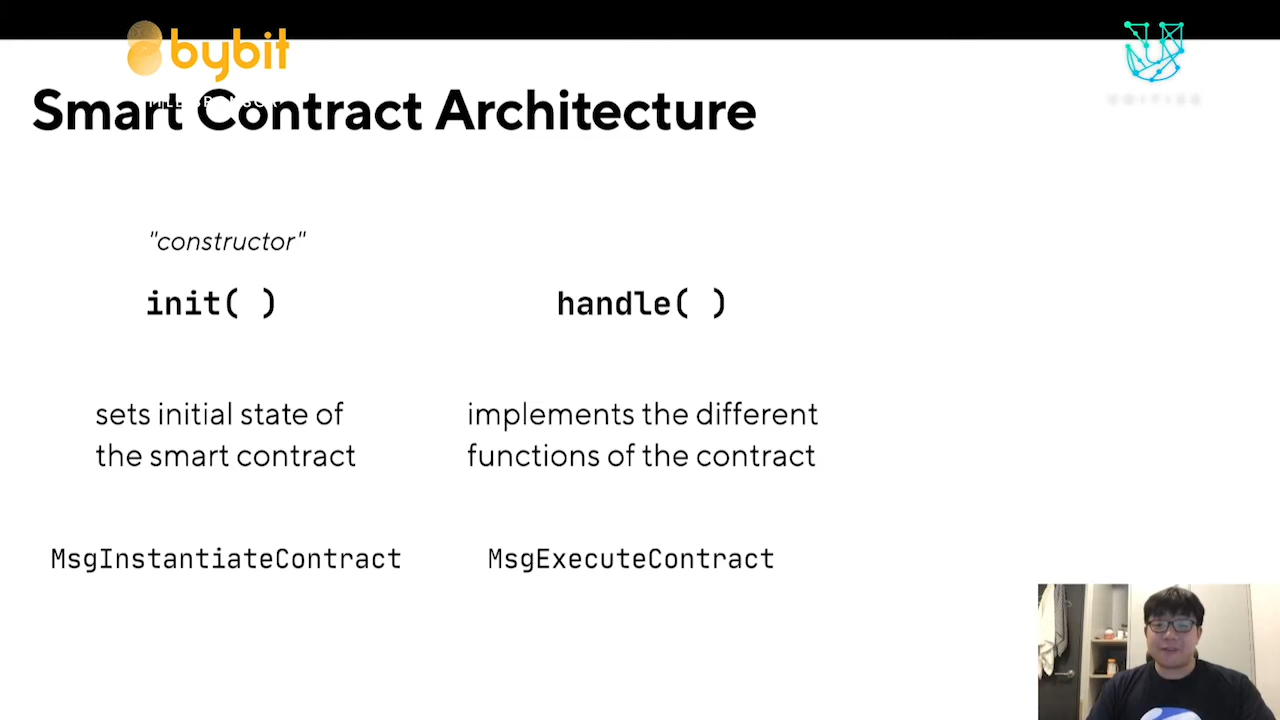 bybit
Smart Contract Architecture
"constructor"
init( )
handle( )
sets initial state of
the smart contract
implements the different
functions of the contract
MsgInstantiateContract
MsgExecuteContract